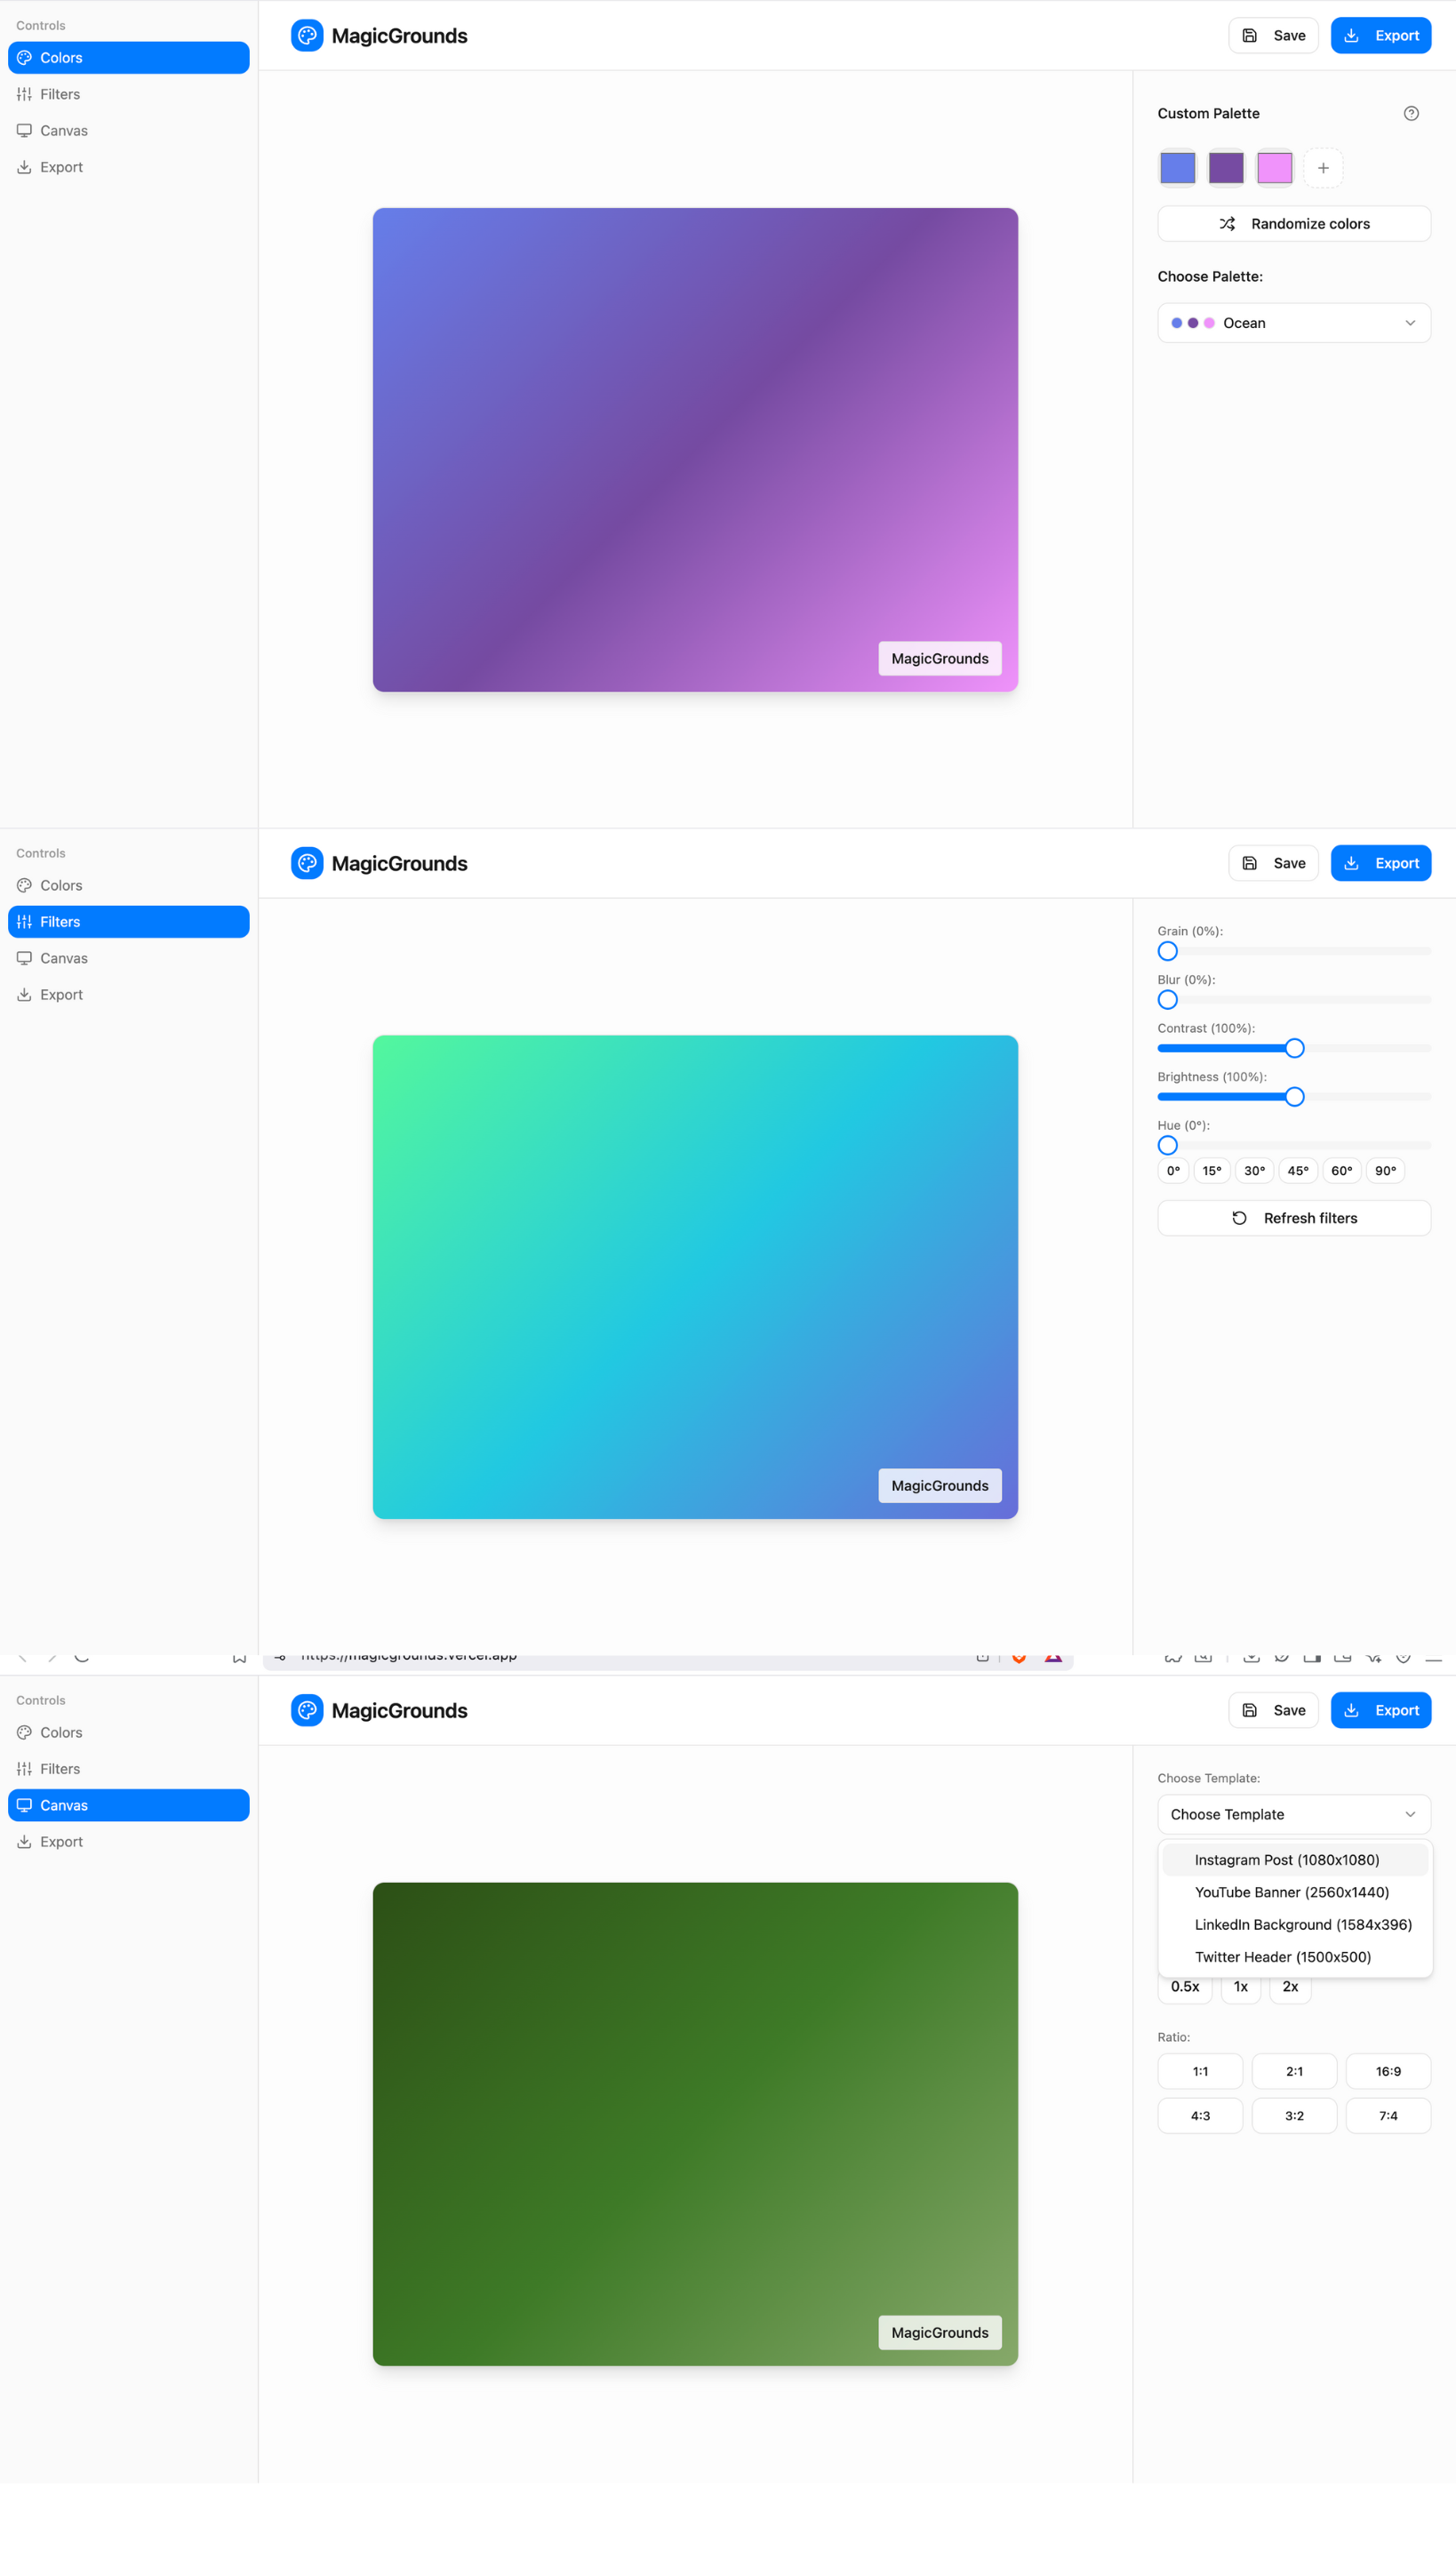 Controls
Colors
Filters
Canvas
Export
MagicGrounds
Save
Export
Custom Palette
Randomize colors
Choose Palette:
Ocean
MagicGrounds
Controls
Colors
Filters
Canvas
Export
MagicGrounds
Save
Export
Grain (0%):
Blur (0%):
Contrast (100%):
Brightness (100%):
Hue (0°):
0° 15° 30° 45° 60° 90°
Refresh filters
MagicGrounds
https://magicgrounds.vercel.app
Controls
Colors
Filters
Canvas
Export
MagicGrounds
Save
Export
Choose Template:
Choose Template
Instagram Post (1080x1080)
YouTube Banner (2560x1440)
LinkedIn Background (1584x396)
Twitter Header (1500x500)
0.5x 1x 2x
Ratio:
1:1 2:1 16:9
4:3 3:2 7:4
MagicGrounds